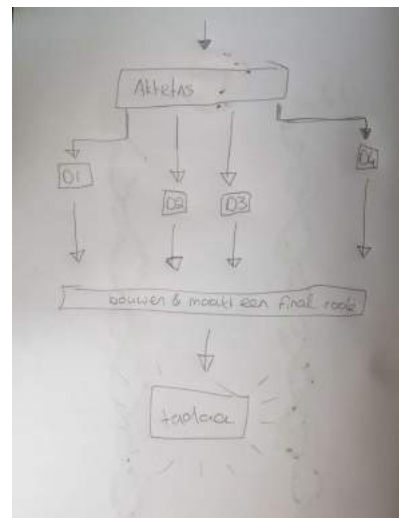 Aktetas
D1
D2
D3
D4
bouwen & maakt een final code
tadaaa